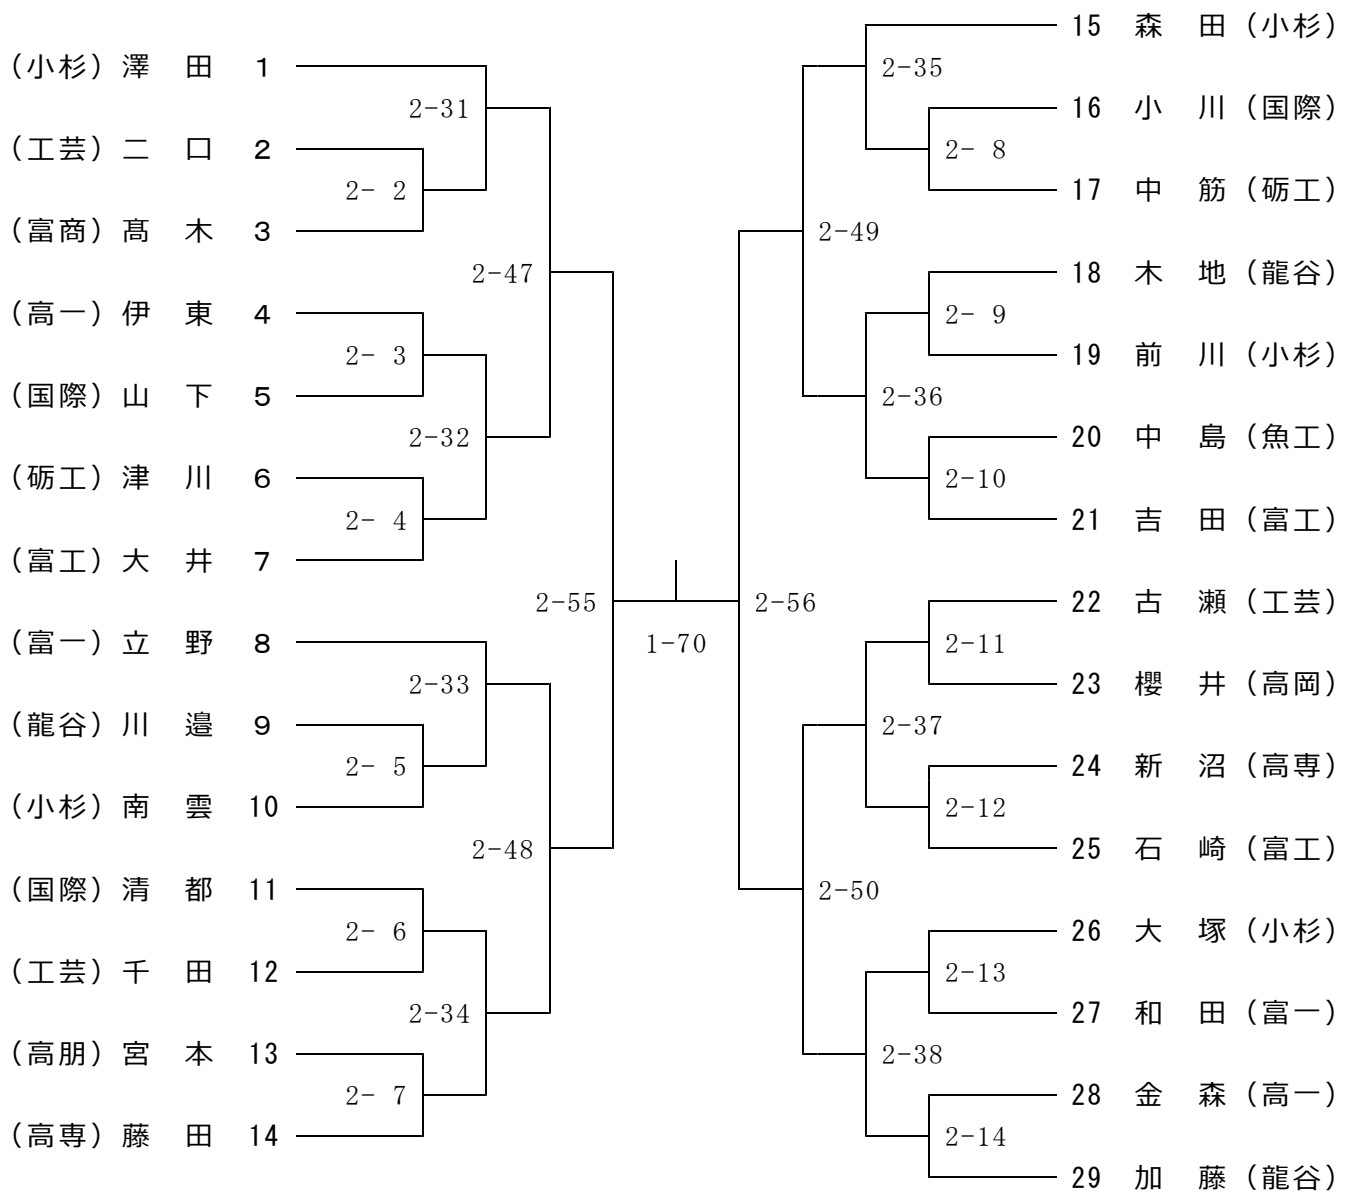 (小杉) 澤 田 1
2-31
(工芸) 二 口 2
2- 2
(富商) 髙 木 3
2-47
(高一) 伊 東 4
2- 3
(国際) 山 下 5
2-32
(砺工) 津 川 6
2- 4
(富工) 大 井 7
2-55
(富一) 立 野 8
2-33
(龍谷) 川 邉 9
2- 5
(小杉) 南 雲 10
2-48
(国際) 清 都 11
2- 6
(工芸) 千 田 12
2-34
(高朋) 宮 本 13
2- 7
(高専) 藤 田 14
1-70
15 森 田 (小杉)
2-35
16 小 川 (国際)
2- 8
17 中 筋 (砺工)
2-49
18 木 地 (龍谷)
2- 9
19 前 川 (小杉)
2-36
20 中 島 (魚工)
2-10
21 吉 田 (富工)
2-56
22 古 瀬 (工芸)
2-11
23 櫻 井 (高岡)
2-37
24 新 沼 (高専)
2-12
25 石 崎 (富工)
2-50
26 大 塚 (小杉)
2-13
27 和 田 (富一)
2-38
28 金 森 (高一)
2-14
29 加 藤 (龍谷)